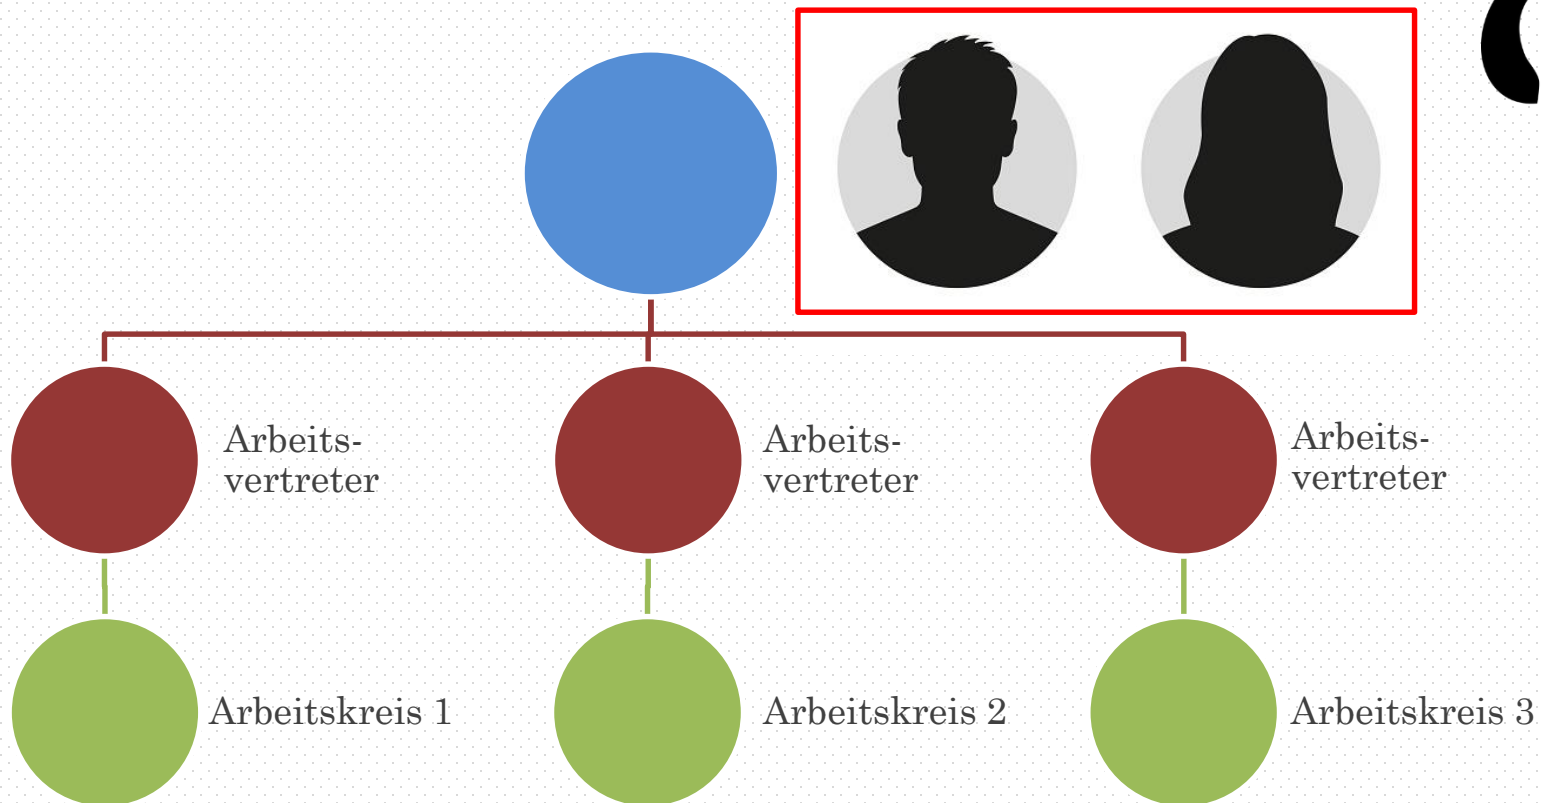 Arbeits-
vertreter
Arbeits-
vertreter
Arbeits-
vertreter
Arbeitskreis 1
Arbeitskreis 2
Arbeitskreis 3